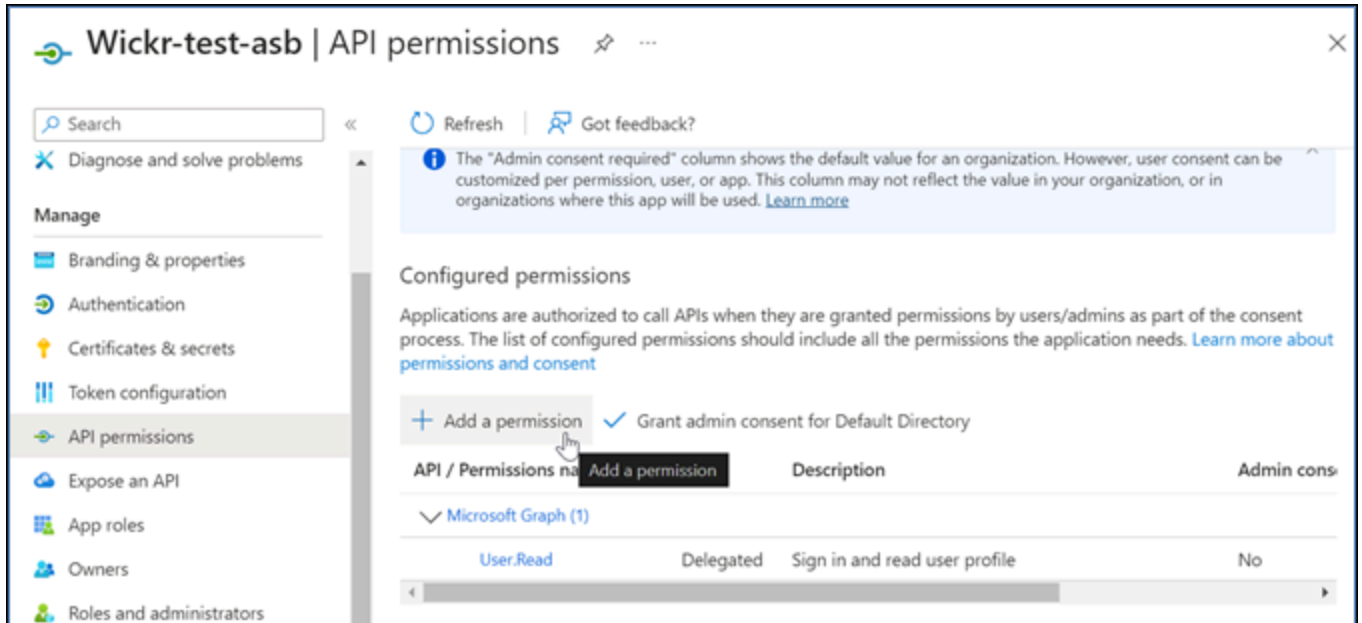 Wickr-test-asb | API permissions
Search
Diagnose and solve problems
Manage
Branding & properties
Authentication
Certificates & secrets
Token configuration
API permissions
Expose an API
App roles
Owners
Roles and administrators
Refresh
Got feedback?
The "Admin consent required" column shows the default value for an organization. However, user consent can be
customized per permission, user, or app. This column may not reflect the value in your organization, or in
organizations where this app will be used. Learn more
Configured permissions
Applications are authorized to call APIs when they are granted permissions by users/admins as part of the consent
process. The list of configured permissions should include all the permissions the application needs. Learn more about
permissions and consent
Add a permission
Grant admin consent for Default Directory
API / Permissions na
Add a permission
Description
Admin cons
Microsoft Graph (1)
User.Read
Delegated
Sign in and read user profile
No